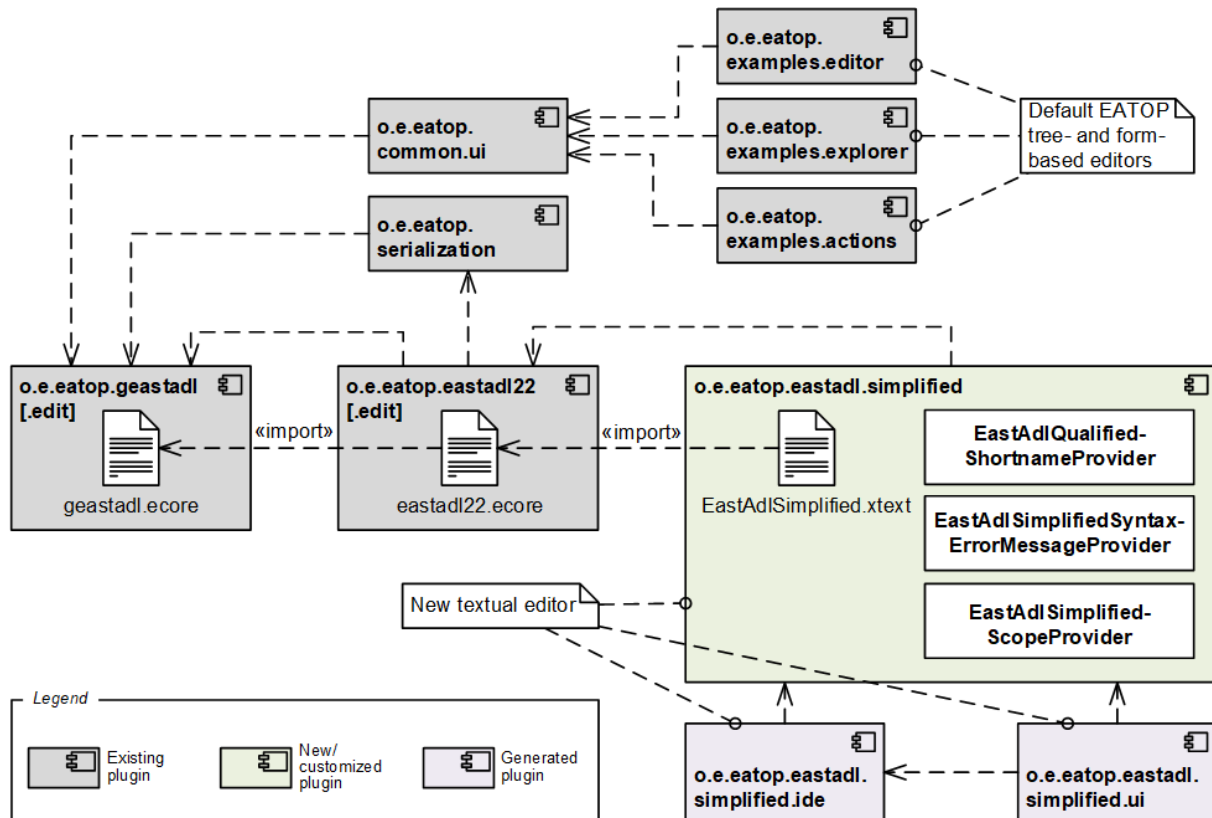 o.e.eatop.
examples.editor
o.e.eatop.
common.ui
o.e.eatop.
examples.explorer
Default EATOP
tree- and form-
based editors
o.e.eatop.
serialization
o.e.eatop.
examples.actions
o.e.eatop.geastadl
[.edit]
geastadl.ecore
«import»
o.e.eatop.eastadl22
[.edit]
eastadl22.ecore
«import»
o.e.eatop.eastadl.simplified
EastAdlSimplified.xtext
EastAdlQualified-
ShortnameProvider
EastAdlSimplifiedSyntax-
ErrorMessageProvider
EastAdlSimplified-
ScopeProvider
New textual editor
Legend
Existing
plugin
New/
customized
plugin
Generated
plugin
o.e.eatop.eastadl.
simplified.ide
o.e.eatop.eastadl.
simplified.ui